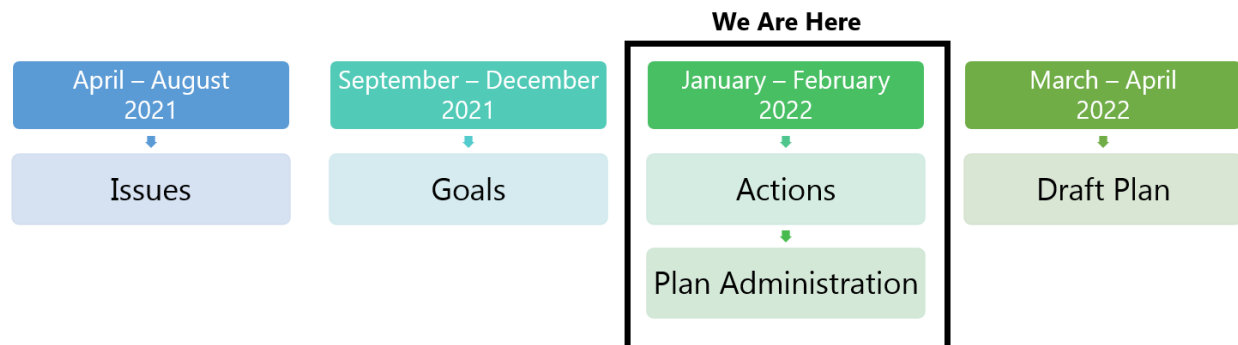 We Are Here
April – August
2021
Issues
September – December
2021
Goals
January – February
2022
Actions
Plan Administration
March – April
2022
Draft Plan